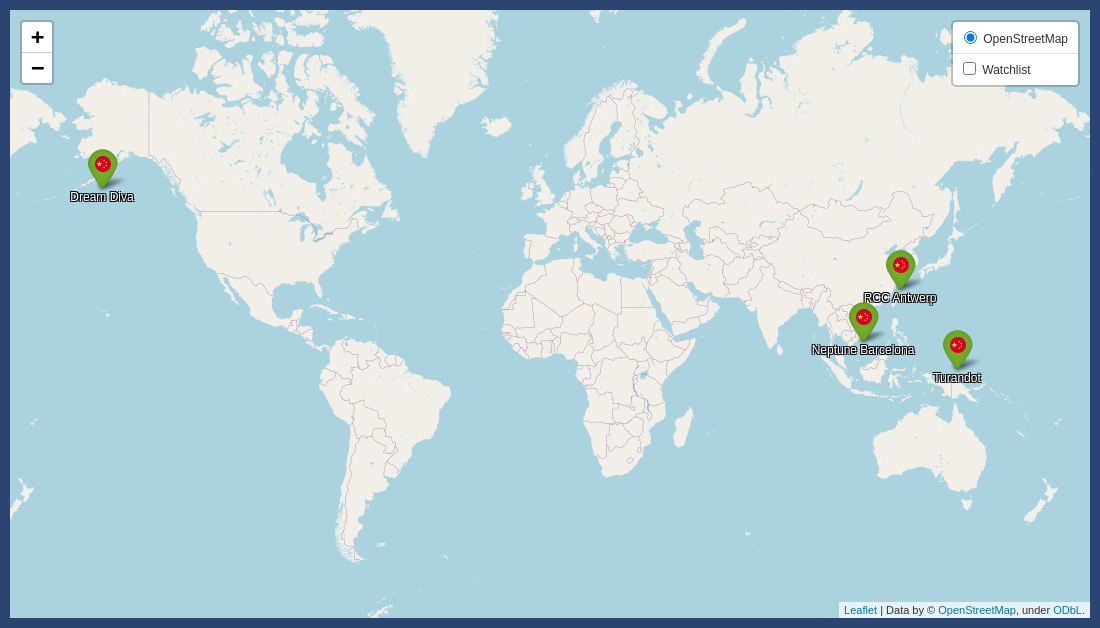 +
−
OpenStreetMap
Watchlist
Dream Diva
RCC Antwerp
Neptune Barcelona
Turandot
Leaflet | Data by © OpenStreetMap, under ODbL.